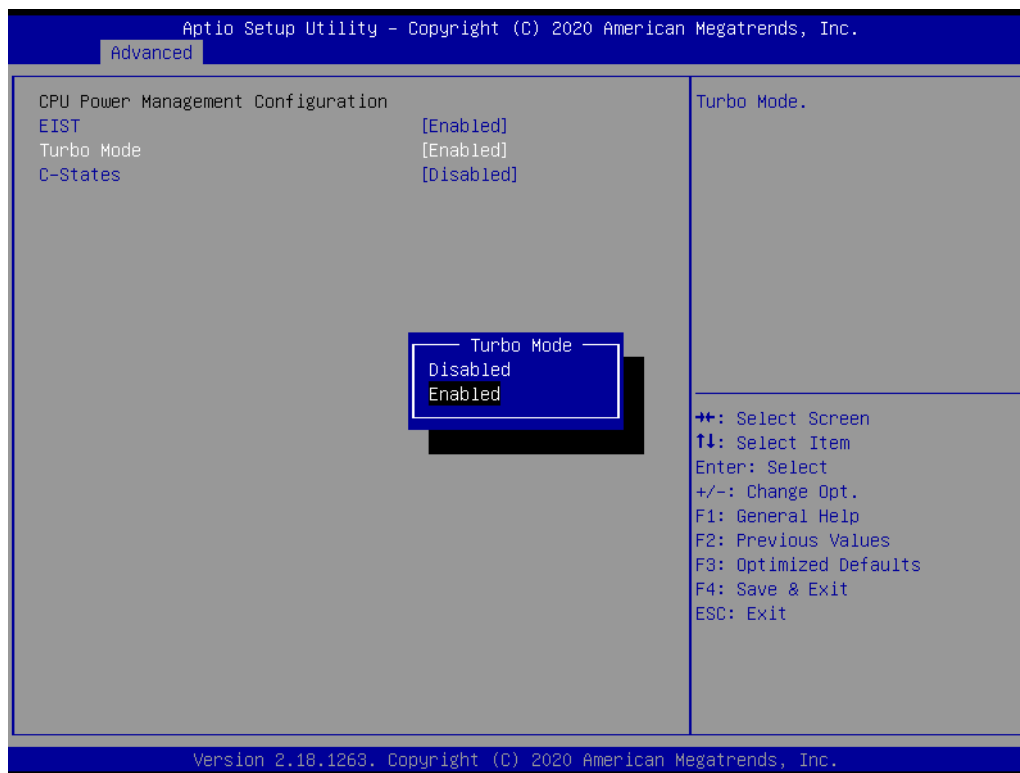 Aptio Setup Utility – Copyright (C) 2020 American Megatrends, Inc.
Advanced
CPU Power Management Configuration
EIST [Enabled]
Turbo Mode [Enabled]
C-States [Disabled]
Turbo Mode
Disabled
Enabled
Turbo Mode.
→←: Select Screen
↑↓: Select Item
Enter: Select
+/-: Change Opt.
F1: General Help
F2: Previous Values
F3: Optimized Defaults
F4: Save & Exit
ESC: Exit
Version 2.18.1263. Copyright (C) 2020 American Megatrends, Inc.